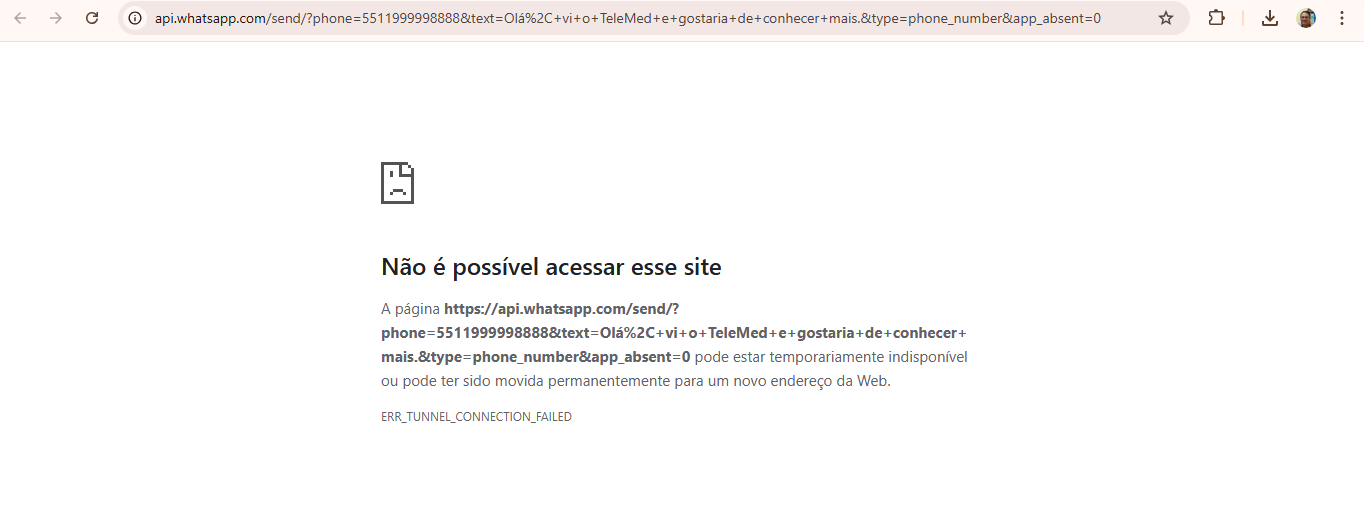 api.whatsapp.com/send/?phone=5511999998888&text=Olá%2C+vi+o+TeleMed+e+gostaria+de+conhecer+mais.&type=phone_number&app_absent=0
Não é possível acessar esse site
A página https://api.whatsapp.com/send/?
phone=5511999998888&text=Olá%2C+vi+o+TeleMed+e+gostaria+de+conhecer+
mais.&type=phone_number&app_absent=0 pode estar temporariamente indisponível
ou pode ter sido movida permanentemente para um novo endereço da Web.
ERR_TUNNEL_CONNECTION_FAILED